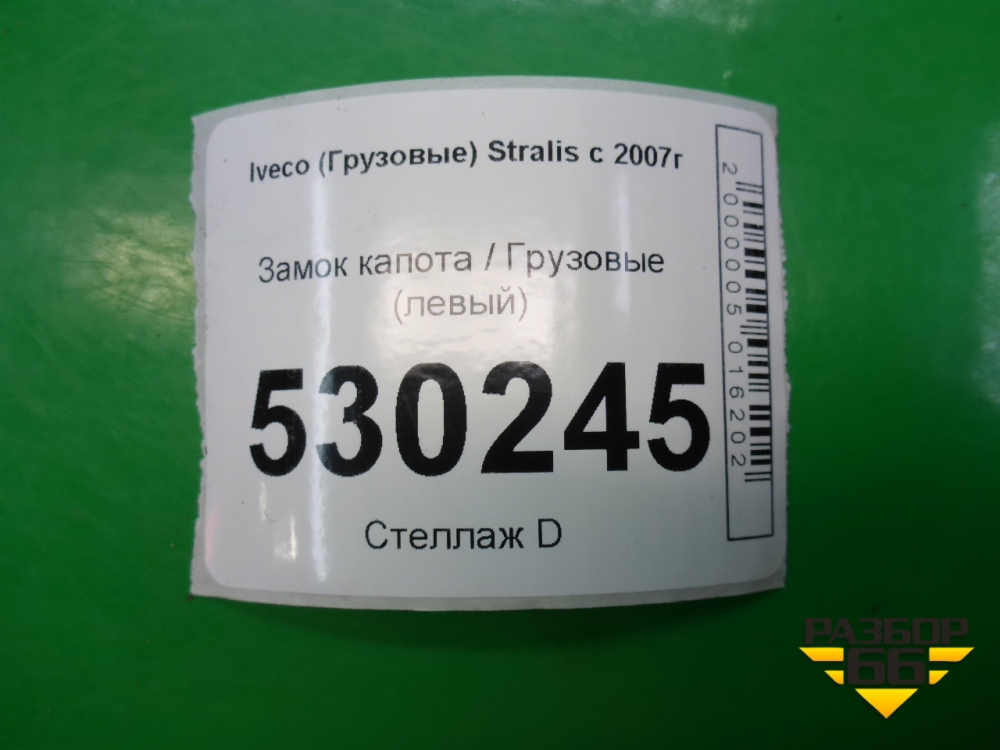 Iveco (Грузовые) Stralis с 2007г
Замок капота / Грузовые
(левый)
530245
Стеллаж D
2000005016202
РАЗБОР
66